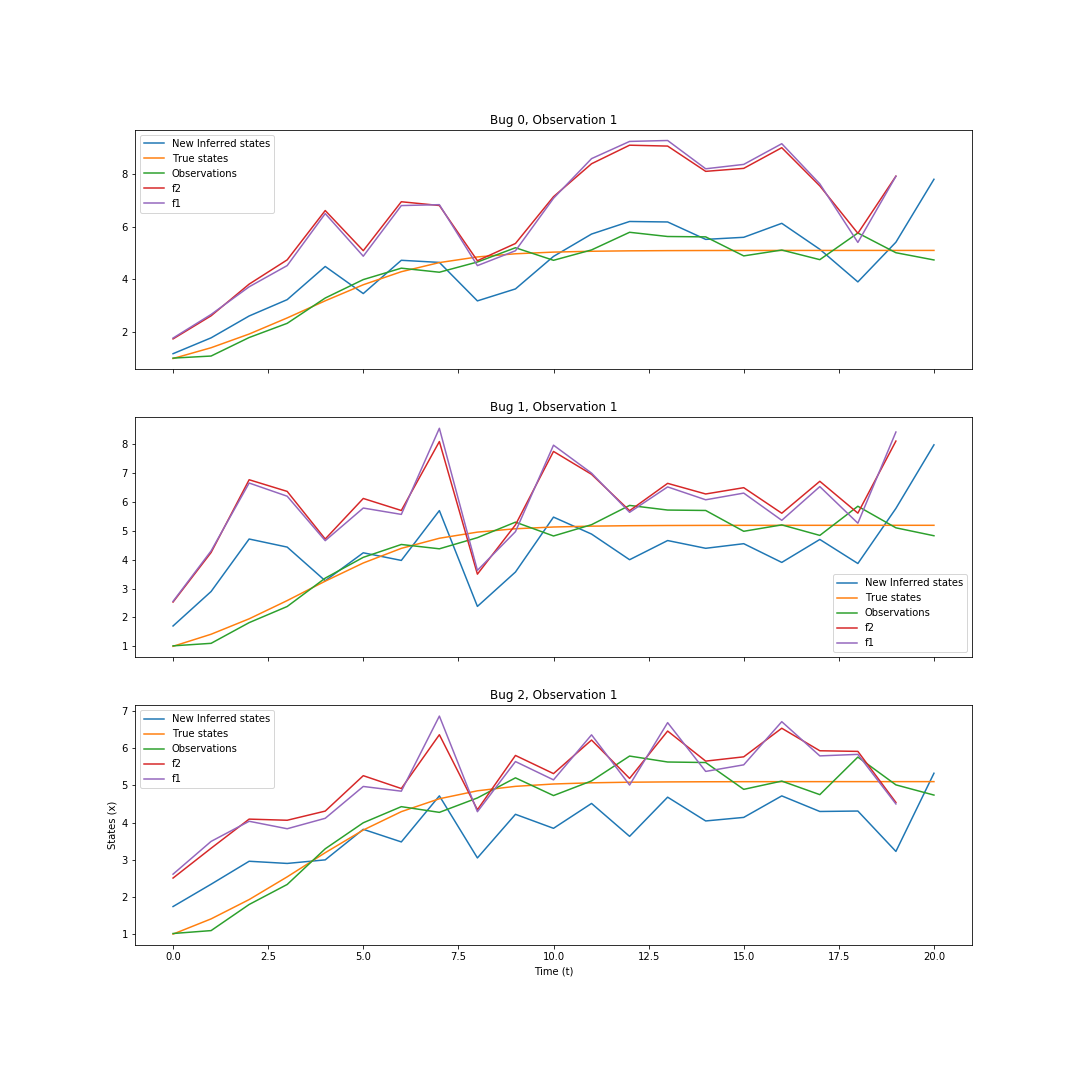 Bug 0, Observation 1
New Inferred states
True states
Observations
f2
f1
8
6
4
2
Bug 1, Observation 1
8
7
6
5
4
3
2
1
New Inferred states
True states
Observations
f2
f1
Bug 2, Observation 1
New Inferred states
True states
Observations
f2
f1
7
6
5
4
3
2
1
States (x)
0.0 2.5 5.0 7.5 10.0 12.5 15.0 17.5 20.0
Time (t)